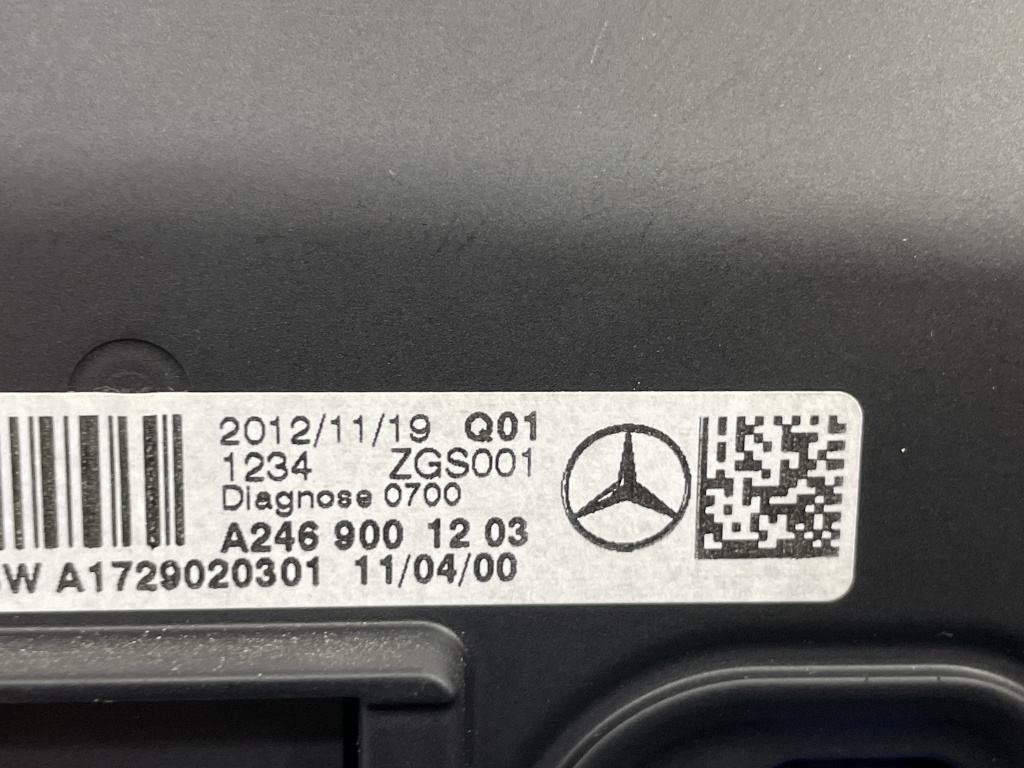 2012/11/19 Q01
1234 ZGS001
Diagnose 0700
A246 900 12 03
W A1729020301 11/04/00